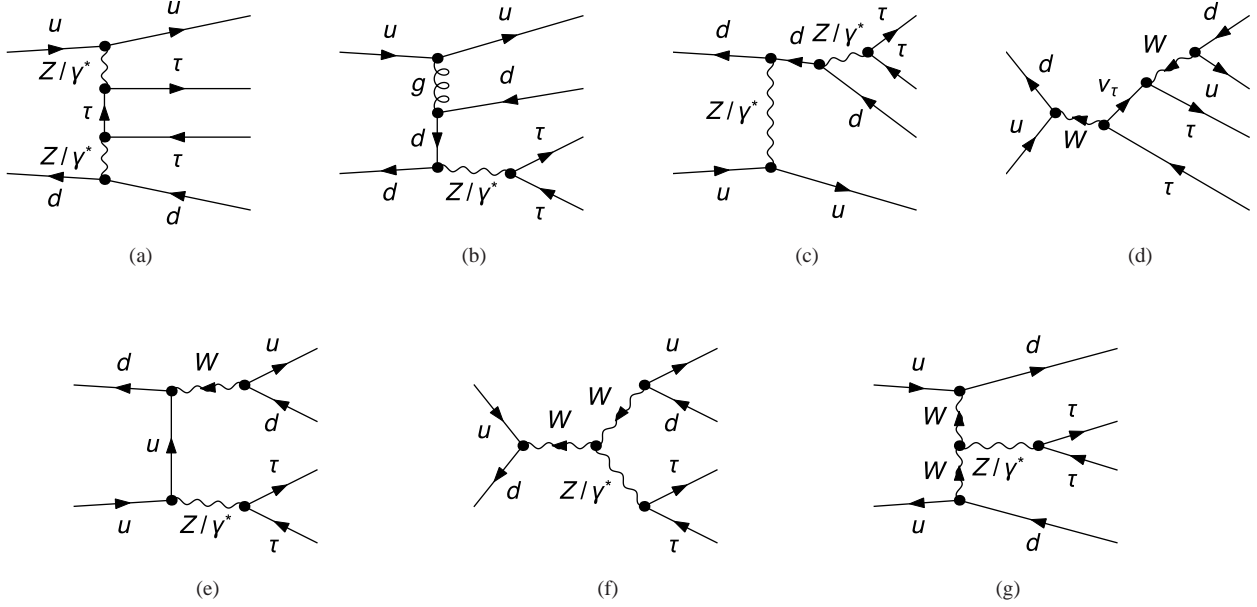 u u
Z/γ*
τ
τ
τ
Z/γ*
d d
(a)
u u
g
d
d
d Z/γ* τ
τ
(b)
d d Z/γ* τ
τ
Z/γ*
d
u u
(c)
d
u
W
ν_τ
W
d
u
τ
τ
(d)
d W u
d
u
τ
u Z/γ*
τ
(e)
u
d
W
W
u
d
Z/γ*
τ
τ
(f)
u d
W
τ
W Z/γ* τ
u d
(g)